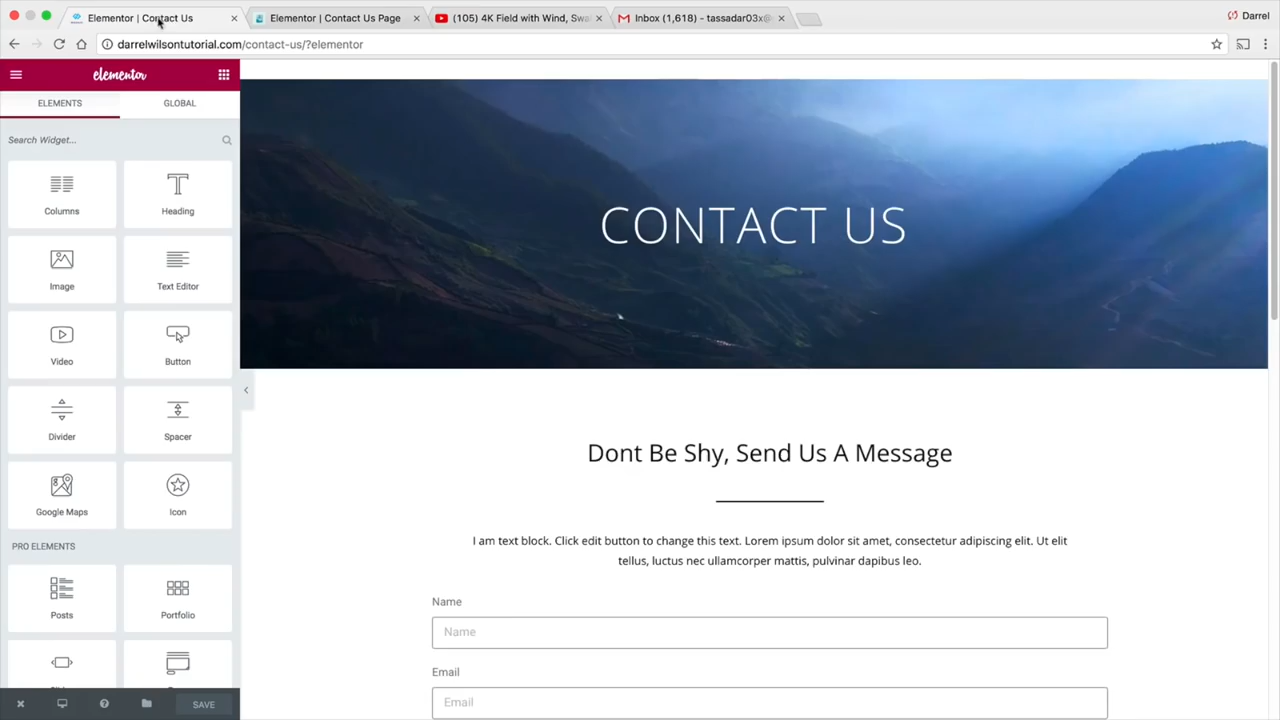 Elementor | Contact Us
Elementor | Contact Us Page
(105) 4K Field with Wind, Swa
Inbox (1,618) - tassadar03x@
Darrel
darrelwilsontutorial.com/contact-us/?elementor
elementor
ELEMENTS
GLOBAL
Search Widget...
Columns
Heading
Image
Text Editor
Video
Button
Divider
Spacer
Google Maps
Icon
PRO ELEMENTS
Posts
Portfolio
SAVE
CONTACT US
Dont Be Shy, Send Us A Message
I am text block. Click edit button to change this text. Lorem ipsum dolor sit amet, consectetur adipiscing elit. Ut elit
tellus, luctus nec ullamcorper mattis, pulvinar dapibus leo.
Name
Name
Email
Email